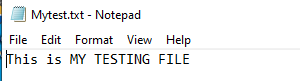 Mytest.txt - Notepad
File Edit Format View Help
This is MY TESTING FILE